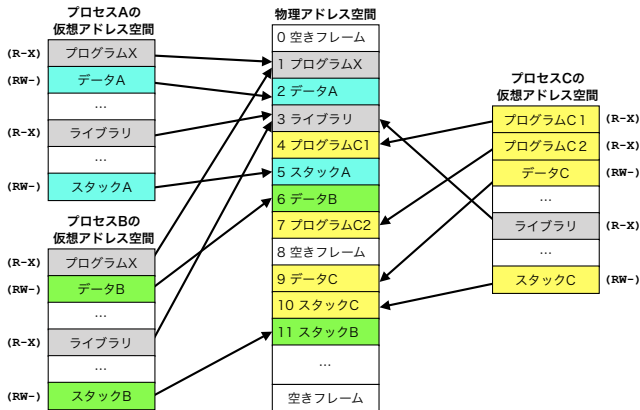 プロセスAの
仮想アドレス空間
(R-X) プログラムX
(RW-) データA
…
(R-X) ライブラリ
…
(RW-) スタックA
プロセスBの
仮想アドレス空間
(R-X) プログラムX
(RW-) データB
…
(R-X) ライブラリ
…
(RW-) スタックB
物理アドレス空間
0 空きフレーム
1 プログラムX
2 データA
3 ライブラリ
4 プログラムC1
5 スタックA
6 データB
7 プログラムC2
8 空きフレーム
9 データC
10 スタックC
11 スタックB
…
空きフレーム
プロセスCの
仮想アドレス空間
プログラムC1 (R-X)
プログラムC2 (R-X)
データC (RW-)
…
ライブラリ (R-X)
…
スタックC (RW-)